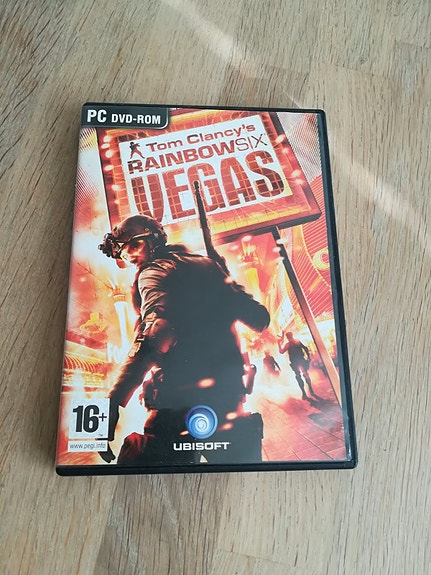 PC DVD-ROM
Tom Clancy's
RAINBOWSIX
VEGAS
16+
www.pegi.info
UBISOFT